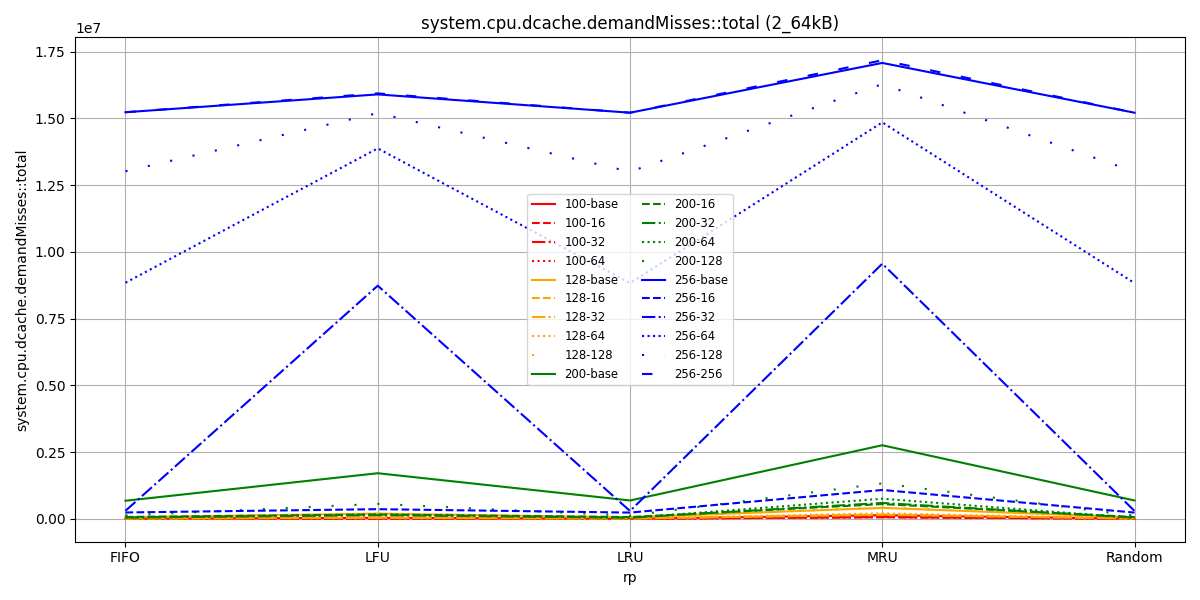 system.cpu.dcache.demandMisses::total (2_64kB)
1e7
1.75
1.50
1.25
1.00
0.75
0.50
0.25
0.00
system.cpu.dcache.demandMisses::total
FIFO
LFU
LRU
MRU
Random
rp
100-base
100-16
100-32
100-64
128-base
128-16
128-32
128-64
128-128
200-base
200-16
200-32
200-64
200-128
256-base
256-16
256-32
256-64
256-128
256-256